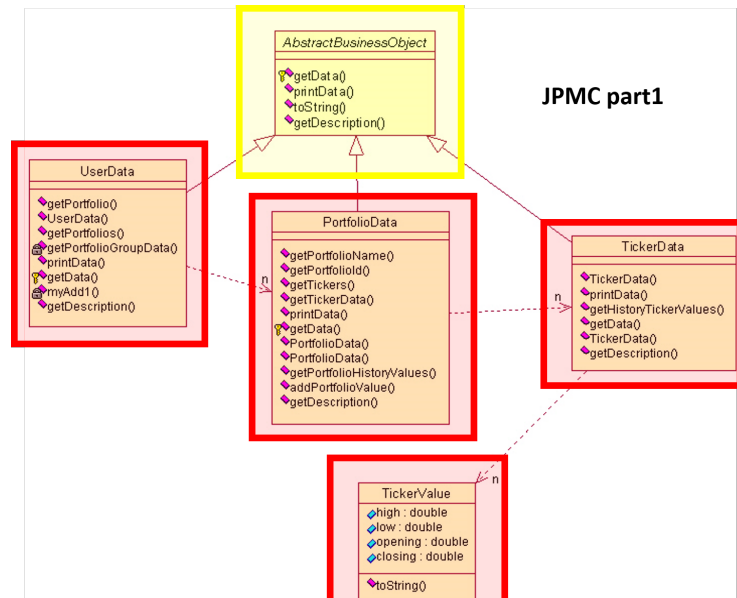 AbstractBusinessObject
getData()
printData()
toString()
getDescription()
JPMC part1
UserData
getPortfolio()
UserData()
getPortfolios()
getPortfolioGroupData()
printData()
getData()
myAdd1()
getDescription()
n
PortfolioData
getPortfolioName()
getPortfolioId()
getTickers()
getTickerData()
printData()
getData()
PortfolioData()
PortfolioData()
getPortfolioHistoryValues()
addPortfolioValue()
getDescription()
n
TickerData
TickerData()
printData()
getHistoryTickerValues()
getData()
TickerData()
getDescription()
n
TickerValue
high : double
low : double
opening : double
closing : double
toString()